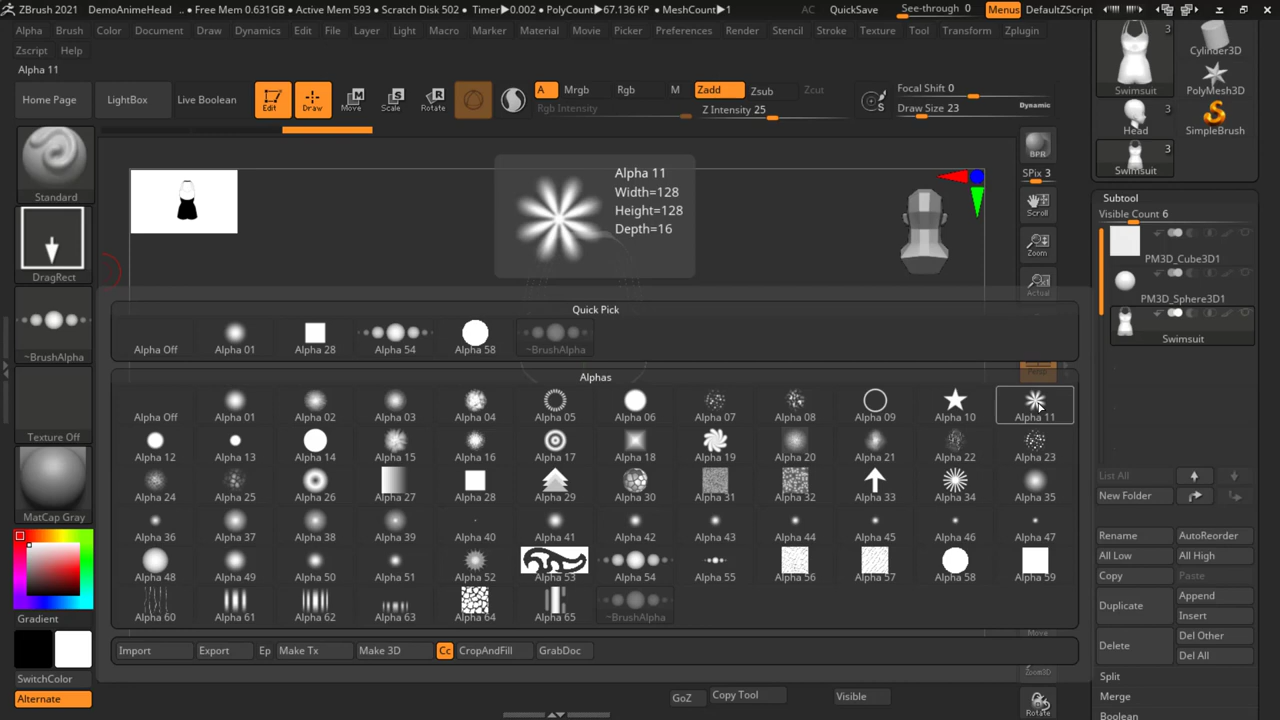 ZBrush 2021 DemoAnimeHead • Free Mem 0.631GB • Active Mem 593 • Scratch Disk 502 • Timer▶0.002 • PolyCount▶67.136 KP • MeshCount▶1 AC QuickSave See-through 0 Menus DefaultZScript
Alpha Brush Color Document Draw Dynamics Edit File Layer Light Macro Marker Material Movie Picker Preferences Render Stencil Stroke Texture Tool Transform Zplugin
Zscript Help
Alpha 11
Home Page LightBox Live Boolean Edit Draw Move Scale Rotate A Mrgb Rgb M Zadd Zsub Zcut Focal Shift 0
Rgb Intensity Z Intensity 25 Draw Size 23 Dynamic
Swimsuit Cylinder3D
PolyMesh3D
Head SimpleBrush
Swimsuit
3
3
Standard
DragRect
~BrushAlpha
Texture Off
MatCap Gray
Gradient
SwitchColor
Alternate
Alpha 11
Width=128
Height=128
Depth=16
BPR
SPix 3
Scroll
Zoom
Actual
Persp
Move
Zoom3D
Rotate
Quick Pick
Alpha Off Alpha 01 Alpha 28 Alpha 54 Alpha 58 ~BrushAlpha
Alphas
Alpha Off Alpha 01 Alpha 02 Alpha 03 Alpha 04 Alpha 05 Alpha 06 Alpha 07 Alpha 08 Alpha 09 Alpha 10 Alpha 11
Alpha 12 Alpha 13 Alpha 14 Alpha 15 Alpha 16 Alpha 17 Alpha 18 Alpha 19 Alpha 20 Alpha 21 Alpha 22 Alpha 23
Alpha 24 Alpha 25 Alpha 26 Alpha 27 Alpha 28 Alpha 29 Alpha 30 Alpha 31 Alpha 32 Alpha 33 Alpha 34 Alpha 35
Alpha 36 Alpha 37 Alpha 38 Alpha 39 Alpha 40 Alpha 41 Alpha 42 Alpha 43 Alpha 44 Alpha 45 Alpha 46 Alpha 47
Alpha 48 Alpha 49 Alpha 50 Alpha 51 Alpha 52 Alpha 53 Alpha 54 Alpha 55 Alpha 56 Alpha 57 Alpha 58 Alpha 59
Alpha 60 Alpha 61 Alpha 62 Alpha 63 Alpha 64 Alpha 65 ~BrushAlpha
Import Export Ep Make Tx Make 3D Cc CropAndFill GrabDoc
GoZ Copy Tool Visible
Subtool
Visible Count 6
PM3D_Cube3D1
PM3D_Sphere3D1
Swimsuit
List All
New Folder
Rename AutoReorder
All Low All High
Copy Paste
Duplicate Append
Insert
Delete Del Other
Del All
Split
Merge
Boolean